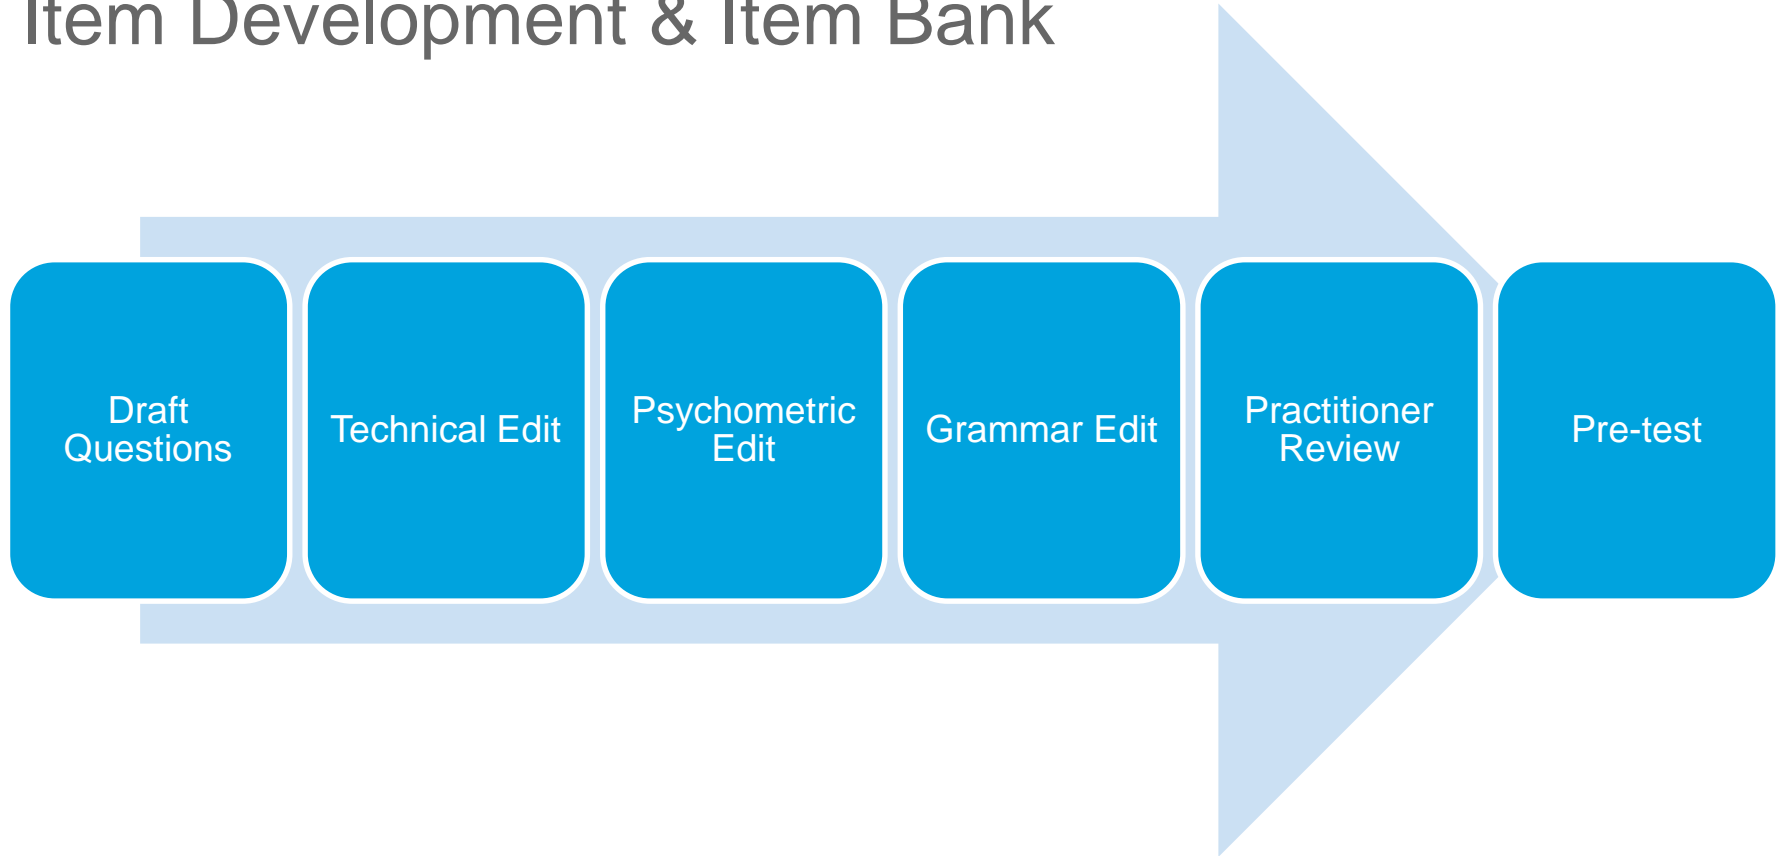 Item Development & Item Bank
Draft
Questions
Technical Edit
Psychometric
Edit
Grammar Edit
Practitioner
Review
Pre-test